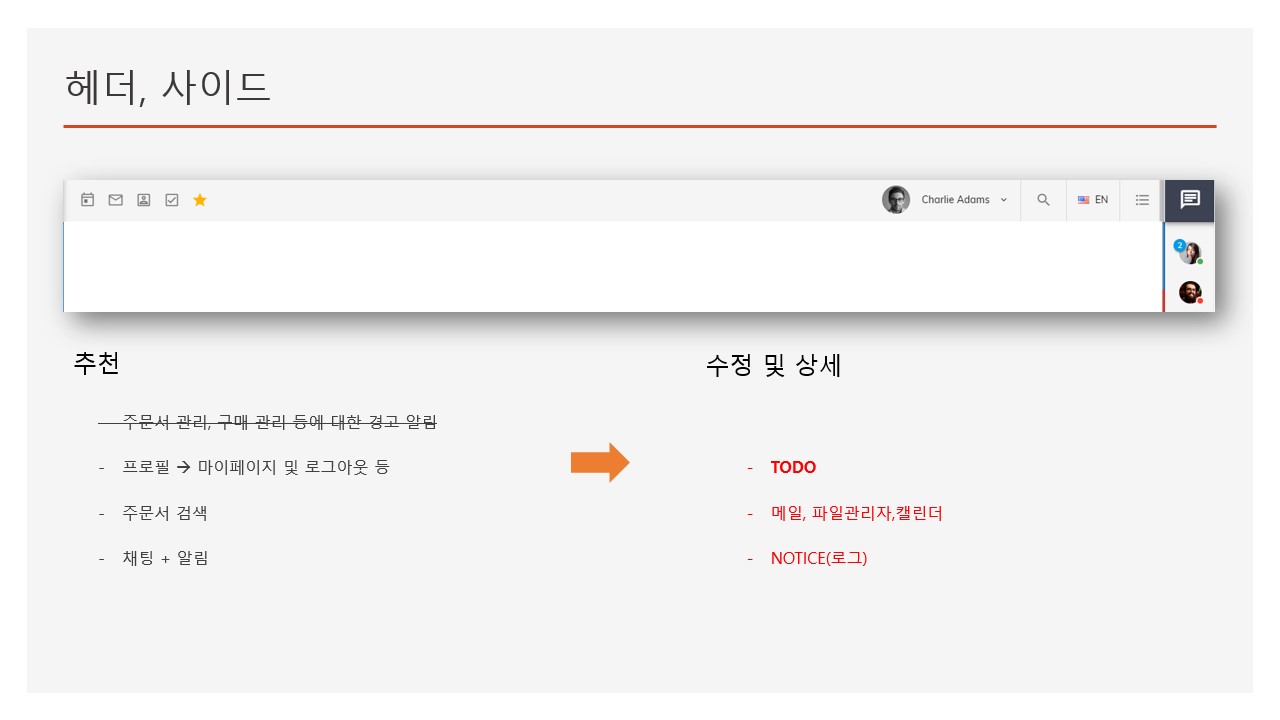 헤더, 사이드
Charlie Adams
EN
2
추천
주문서 관리, 구매 관리 등에 대한 경고 알림
- 프로필 → 마이페이지 및 로그아웃 등
- 주문서 검색
- 채팅 + 알림
수정 및 상세
- TODO
- 메일, 파일관리자,캘린더
- NOTICE(로그)